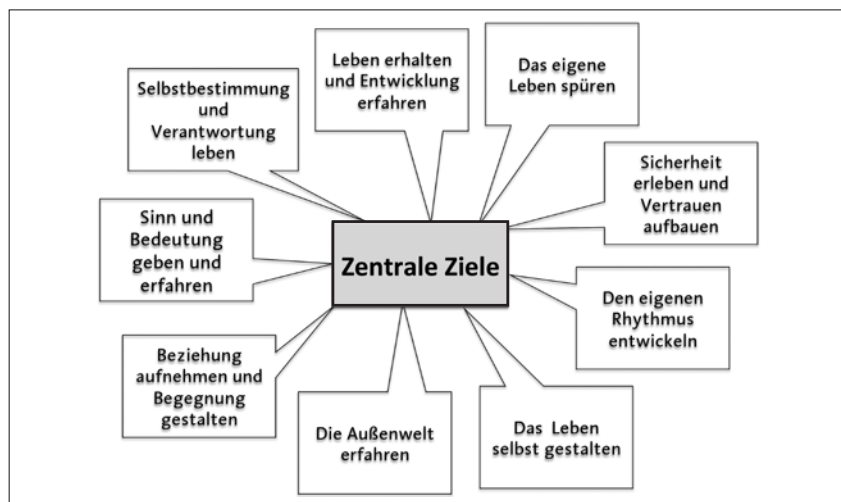 Leben erhalten
und Entwicklung
erfahren
Das eigene
Leben spüren
Selbstbestimmung
und
Verantwortung
leben
Sicherheit
erleben und
Vertrauen
aufbauen
Sinn und
Bedeutung
geben und
erfahren
Zentrale Ziele
Den eigenen
Rhythmus
entwickeln
Beziehung
aufnehmen und
Begegnung
gestalten
Die Außenwelt
erfahren
Das Leben
selbst gestalten